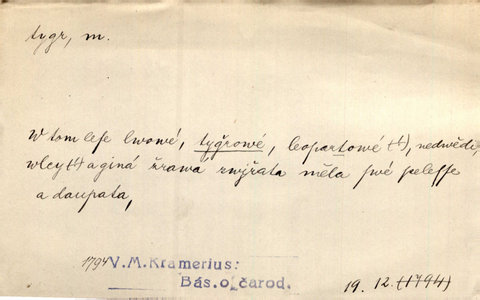 tygr, m.
W tom lese lwowé, tygřowé, leopartowé (!), nedwědi,
wlcy (!) a giná žrawá zwjřata měla swé pelesse
a daupata,
1794 V. M. Kramerius:
Bás. o čarod.
19. 12. (1794)